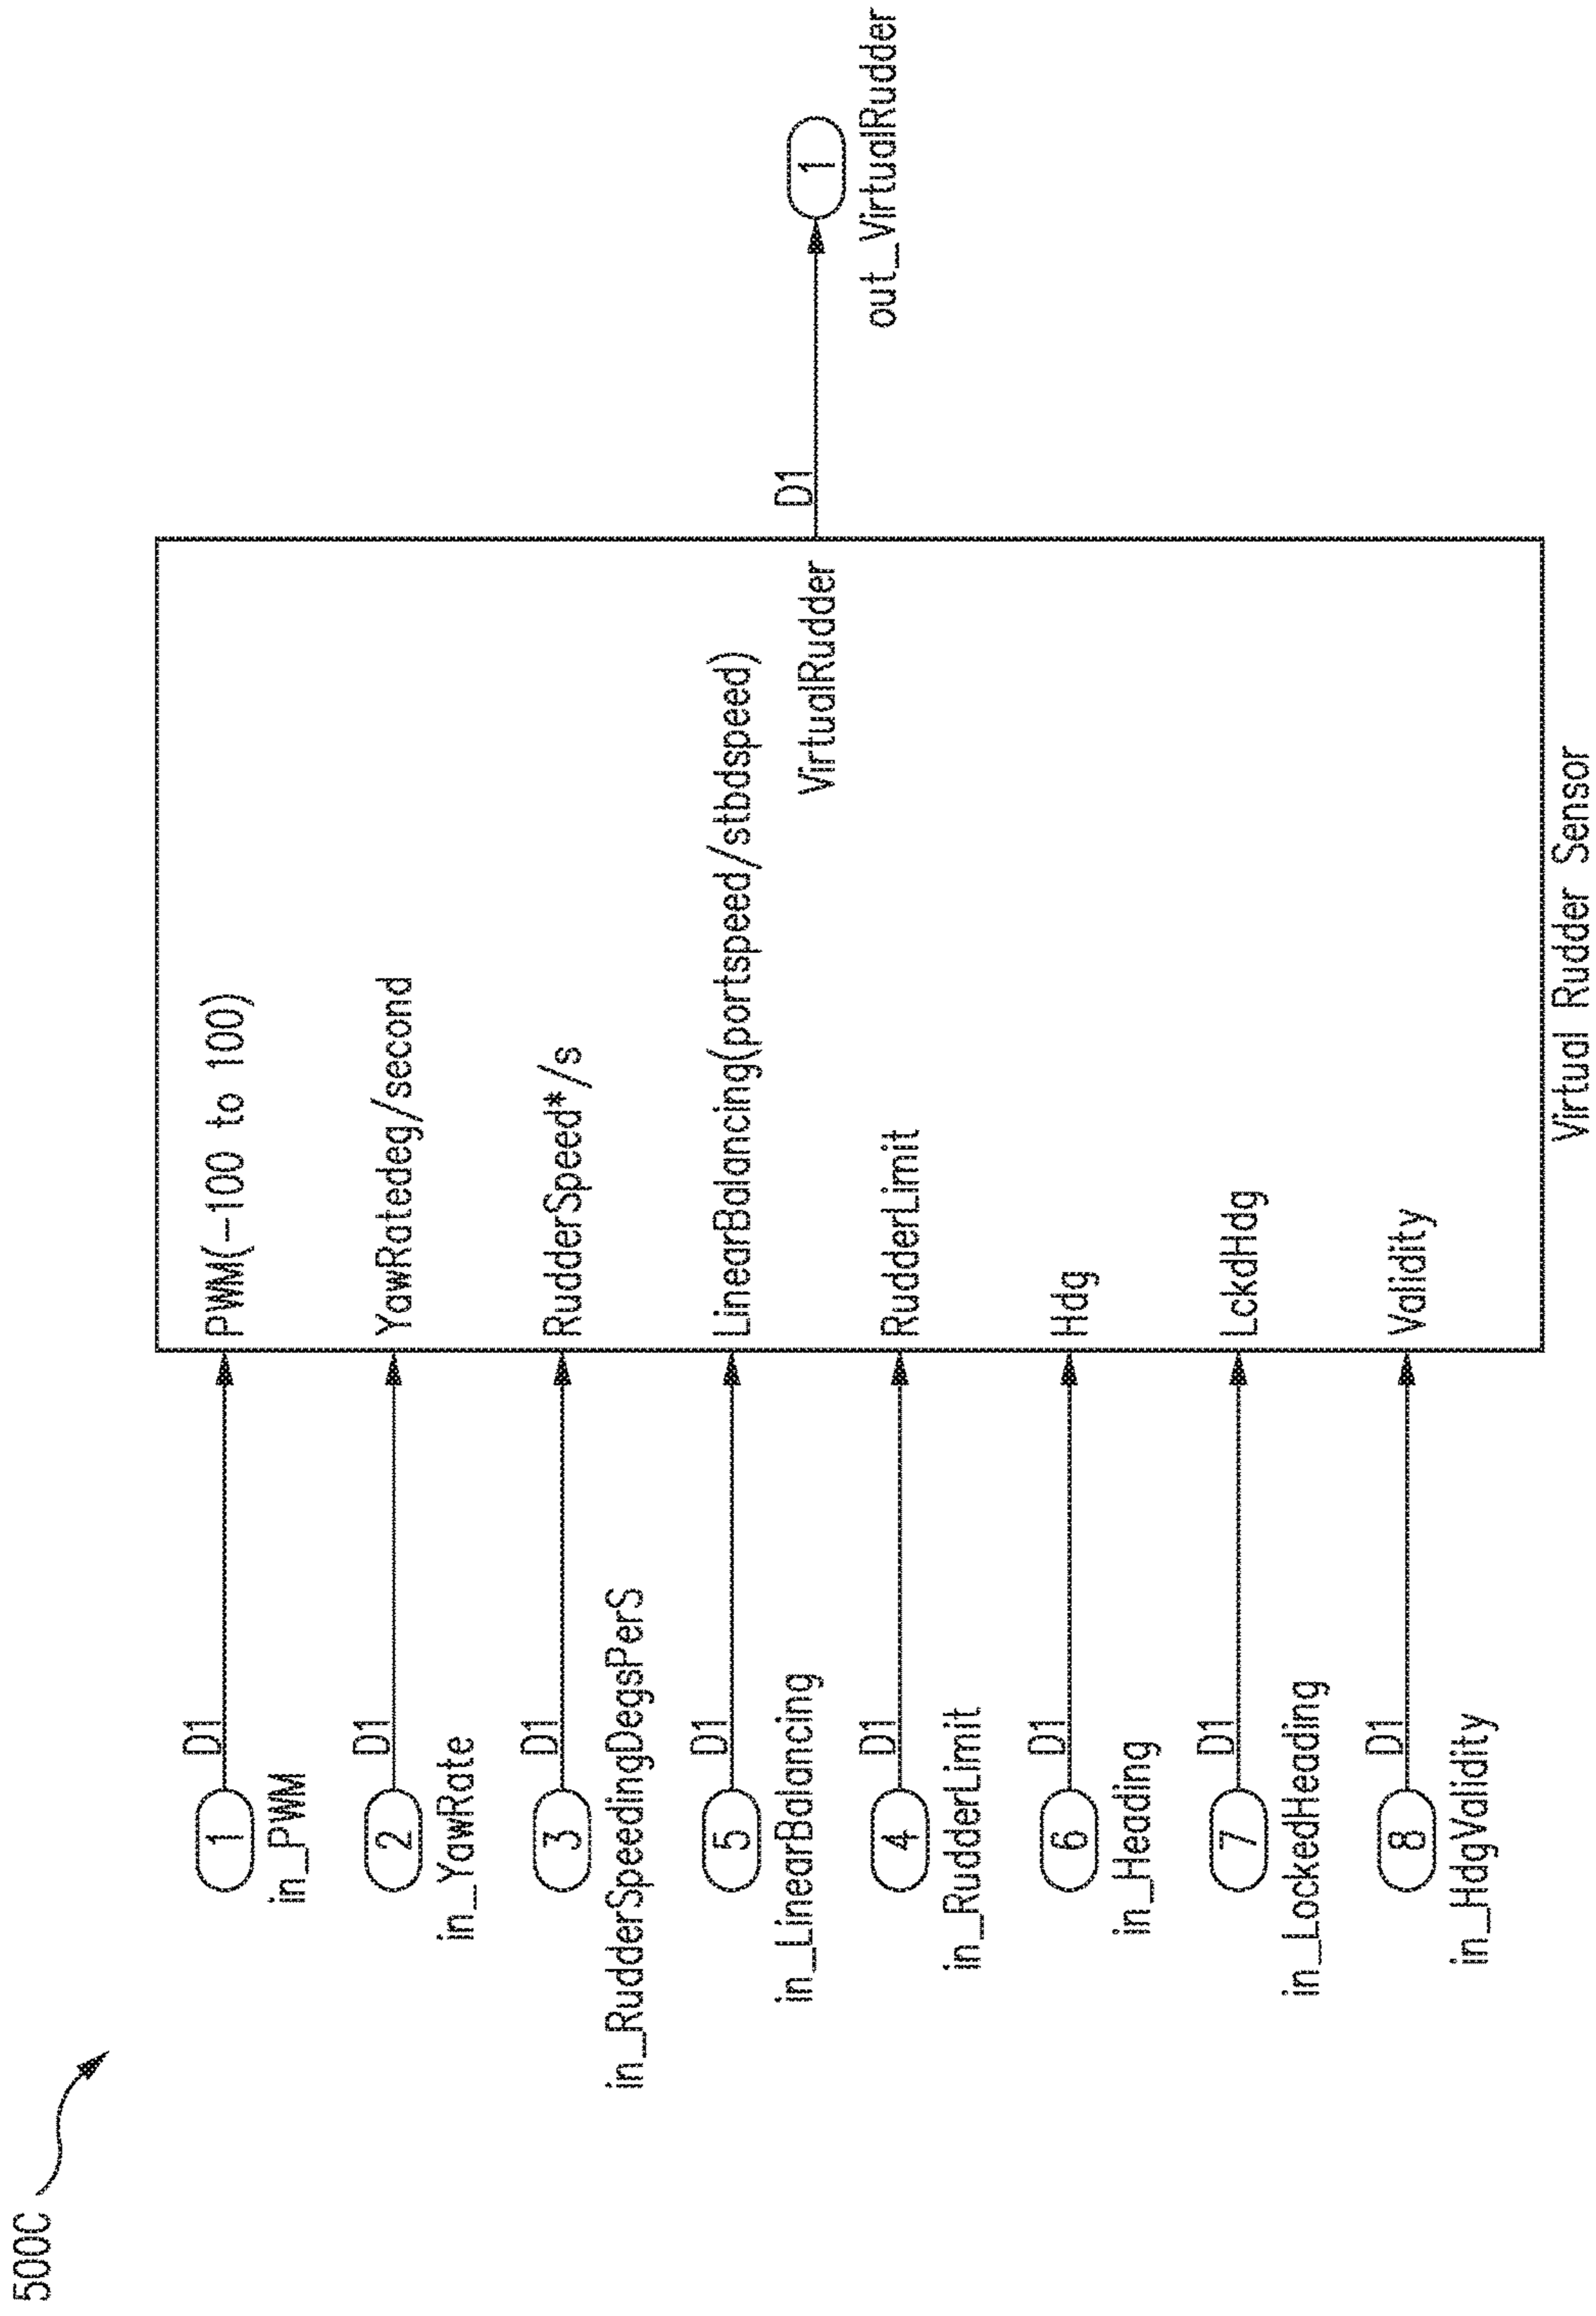 500C
1
D1
in_PWM
PWM(-100 to 100)
2
D1
in_YawRate
YawRatedeg/second
3
D1
in_RudderSpeedingDegsPerS
RudderSpeed*/s
5
D1
in_LinearBalancing
LinearBalancing(portspeed/stbdspeed)
4
D1
in_RudderLimit
RudderLimit
6
D1
in_Heading
Hdg
7
D1
in_LockedHeading
LckdHdg
8
D1
in_HdgValidity
Validity
VirtualRudder
D1
1
out_VirtualRudder
Virtual Rudder Sensor